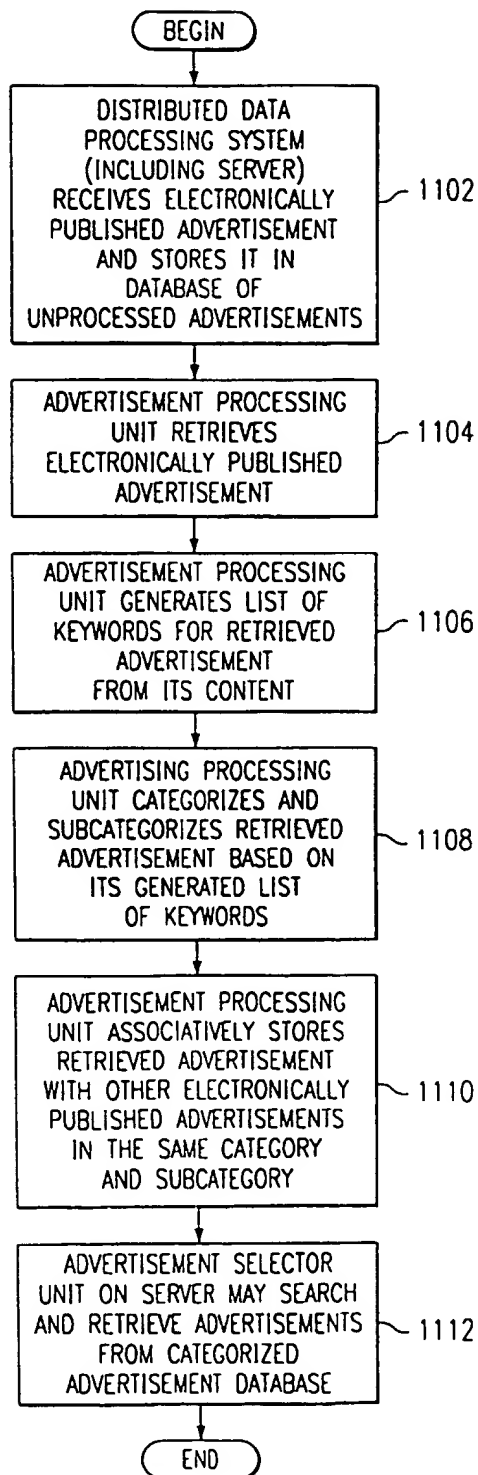 BEGIN
DISTRIBUTED DATA
PROCESSING SYSTEM
(INCLUDING SERVER)
RECEIVES ELECTRONICALLY
PUBLISHED ADVERTISEMENT
AND STORES IT IN
DATABASE OF
UNPROCESSED ADVERTISEMENTS
1102
ADVERTISEMENT PROCESSING
UNIT RETRIEVES
ELECTRONICALLY PUBLISHED
ADVERTISEMENT
1104
ADVERTISEMENT PROCESSING
UNIT GENERATES LIST OF
KEYWORDS FOR RETRIEVED
ADVERTISEMENT
FROM ITS CONTENT
1106
ADVERTISING PROCESSING
UNIT CATEGORIZES AND
SUBCATEGORIZES RETRIEVED
ADVERTISEMENT BASED ON
ITS GENERATED LIST
OF KEYWORDS
1108
ADVERTISEMENT PROCESSING
UNIT ASSOCIATIVELY STORES
RETRIEVED ADVERTISEMENT
WITH OTHER ELECTRONICALLY
PUBLISHED ADVERTISEMENTS
IN THE SAME CATEGORY
AND SUBCATEGORY
1110
ADVERTISEMENT SELECTOR
UNIT ON SERVER MAY SEARCH
AND RETRIEVE ADVERTISEMENTS
FROM CATEGORIZED
ADVERTISEMENT DATABASE
1112
END